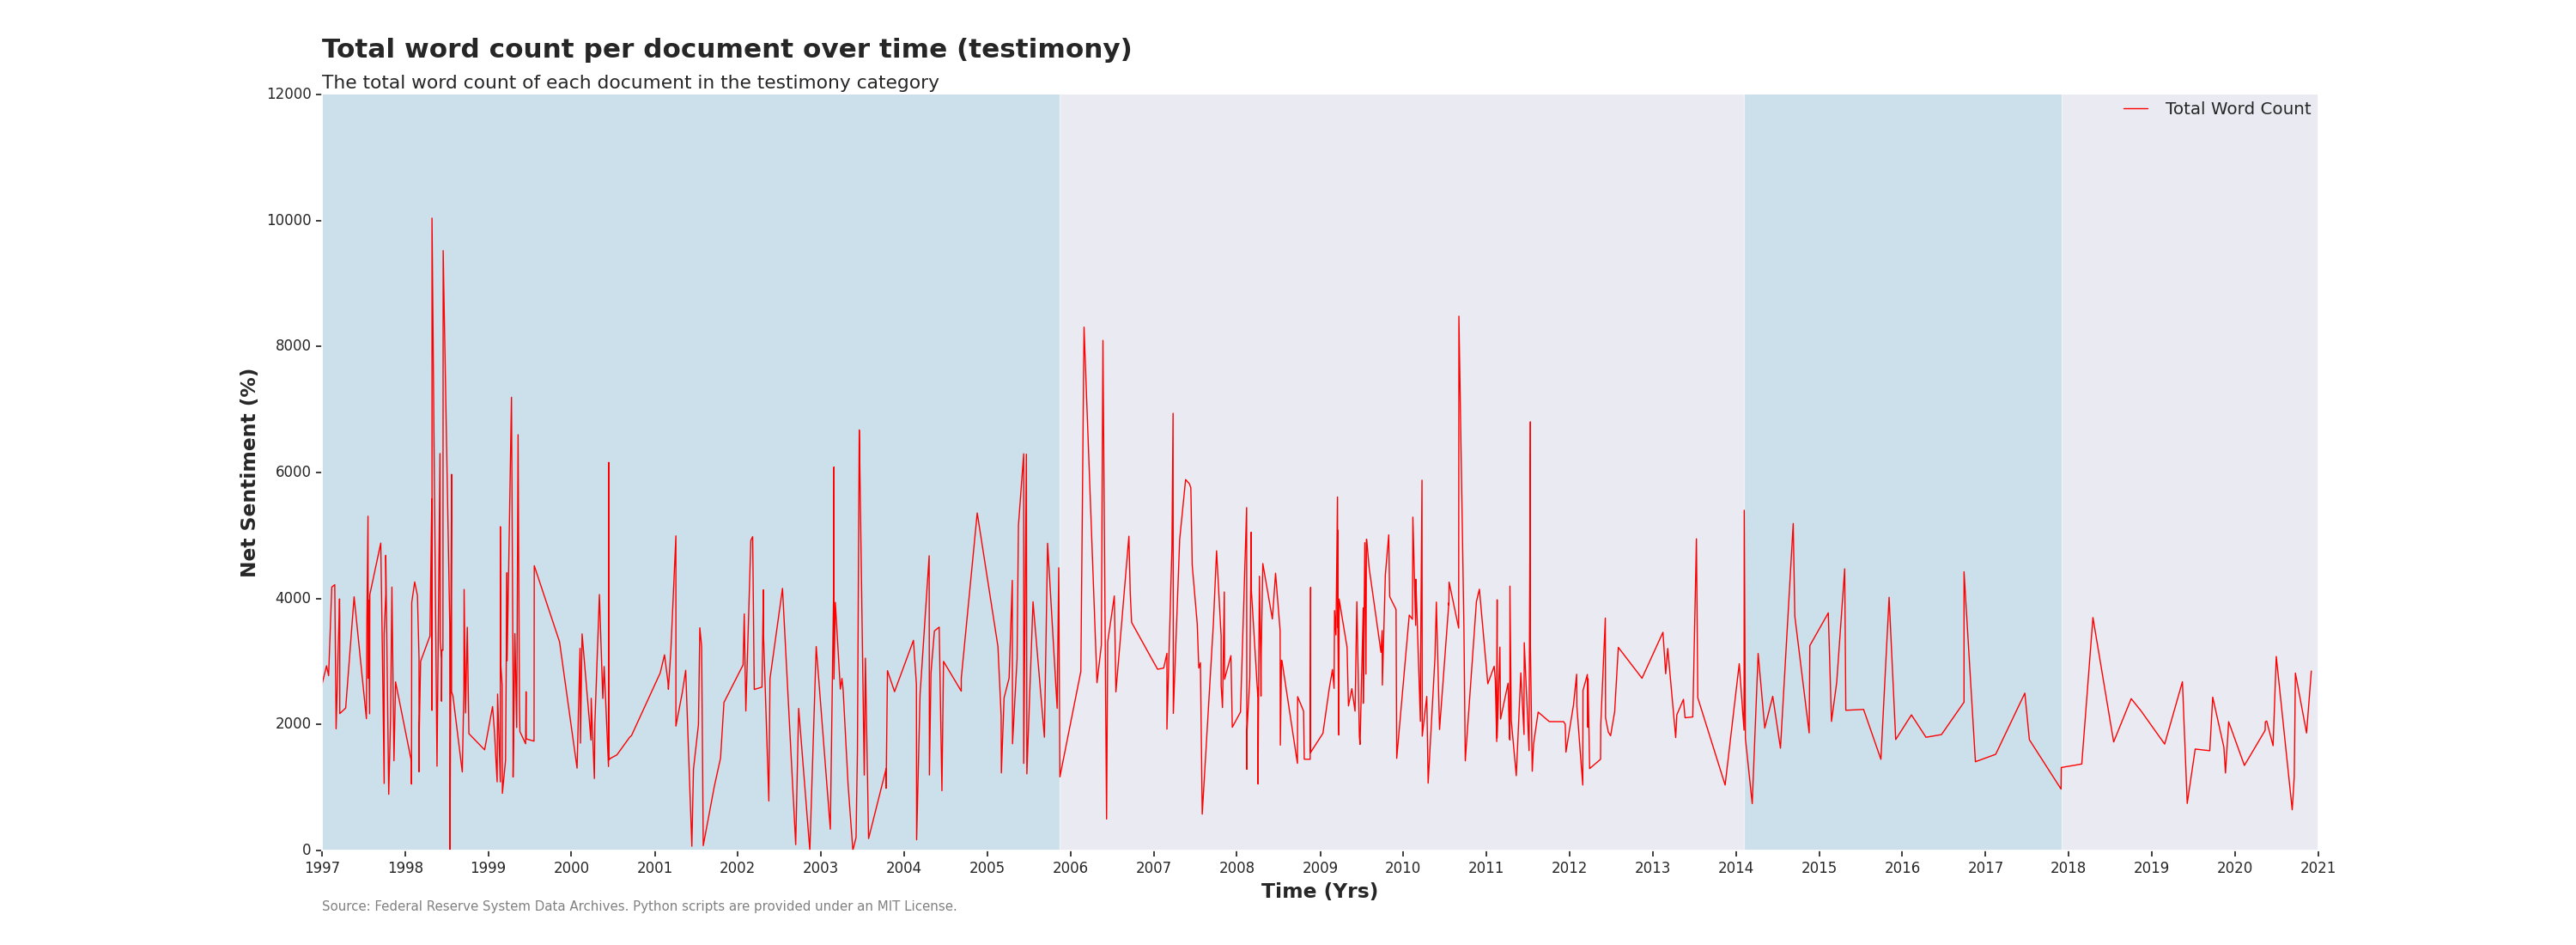 Total word count per document over time (testimony)
The total word count of each document in the testimony category
12000
10000
8000
6000
4000
2000
0
Net Sentiment (%)
Total Word Count
1997 1998 1999 2000 2001 2002 2003 2004 2005 2006 2007 2008 2009 2010 2011 2012 2013 2014 2015 2016 2017 2018 2019 2020 2021
Time (Yrs)
Source: Federal Reserve System Data Archives. Python scripts are provided under an MIT License.